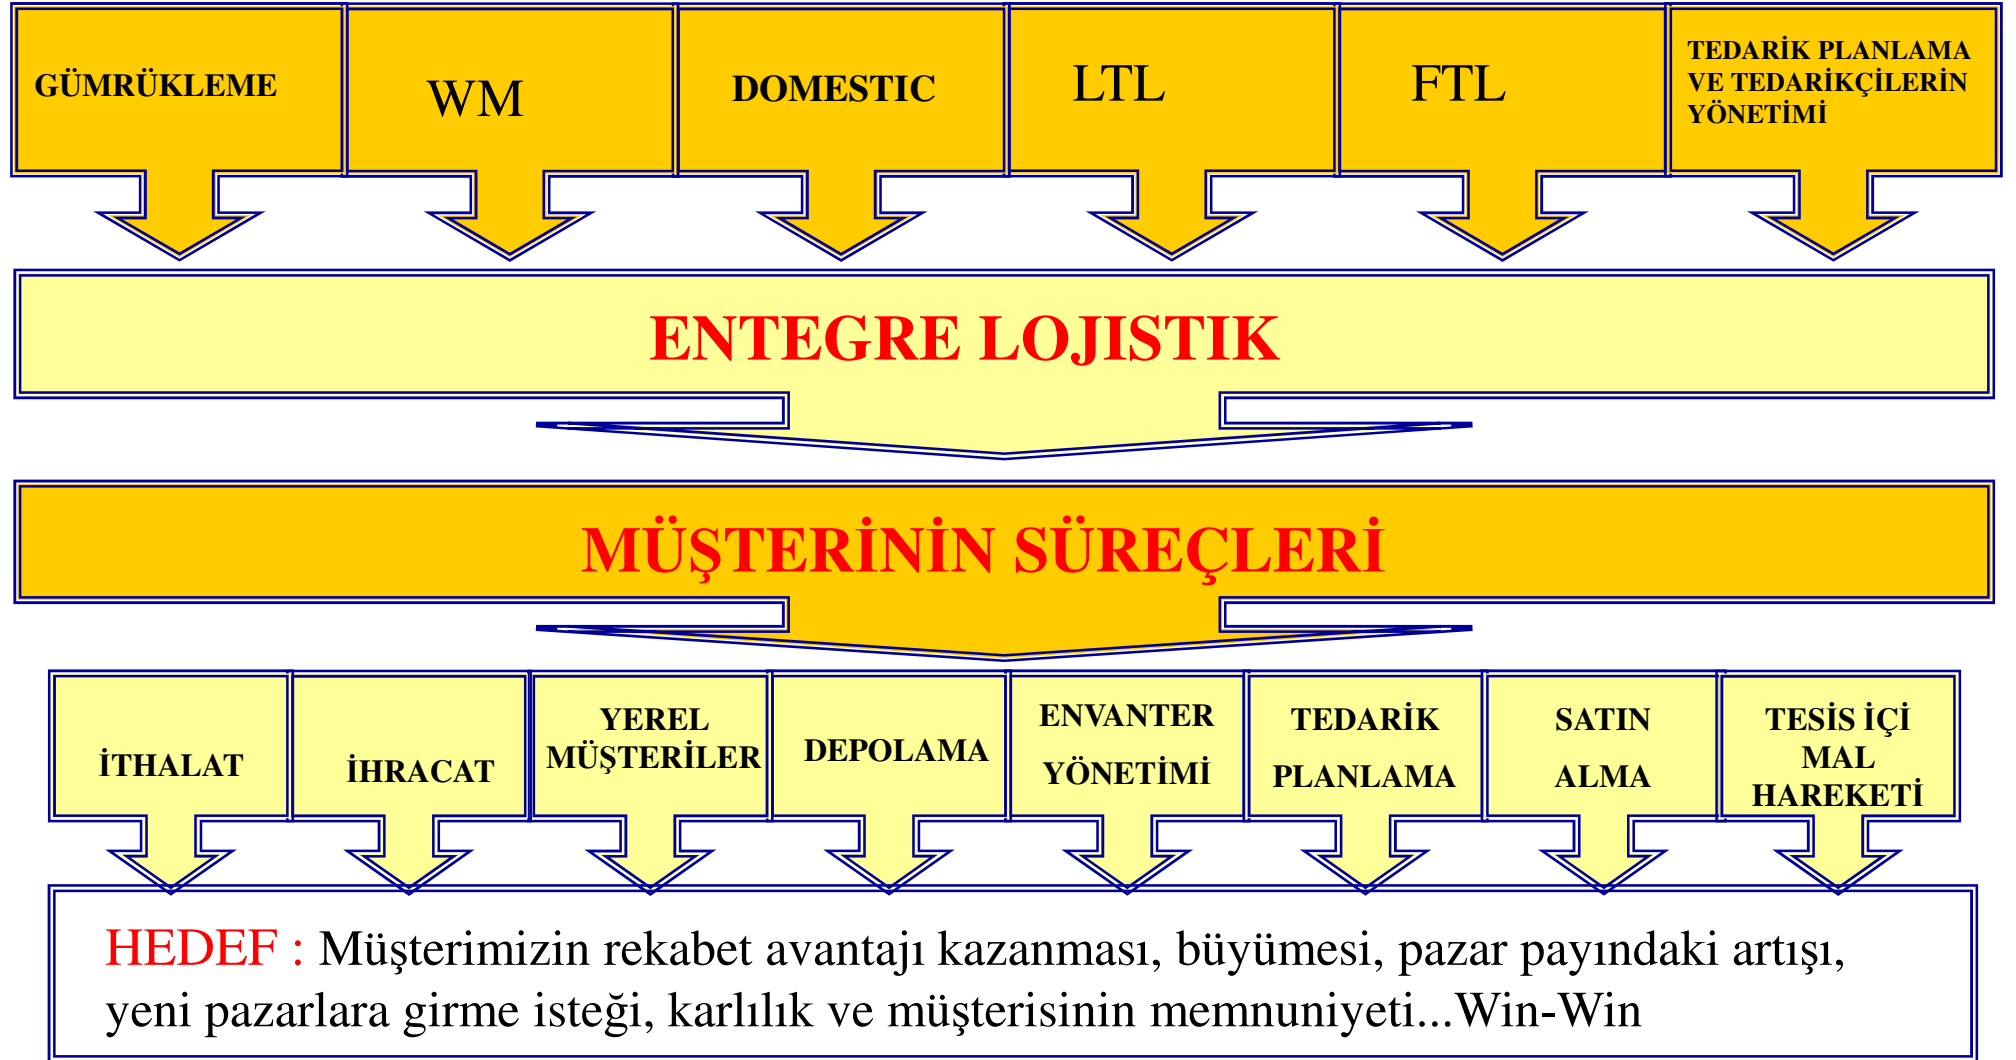 GÜMRÜKLEME
WM
DOMESTIC
LTL
FTL
TEDARİK PLANLAMA
VE TEDARİKÇİLERİN
YÖNETİMİ
ENTEGRE LOJISTIK
MÜŞTERİNİN SÜREÇLERİ
İTHALAT
İHRACAT
YEREL
MÜŞTERİLER
DEPOLAMA
ENVANTER
YÖNETİMİ
TEDARİK
PLANLAMA
SATIN
ALMA
TESİS İÇİ
MAL
HAREKETİ
HEDEF : Müşterimizin rekabet avantajı kazanması, büyümesi, pazar payındaki artışı,
yeni pazarlara girme isteği, karlılık ve müşterisinin memnuniyeti...Win-Win